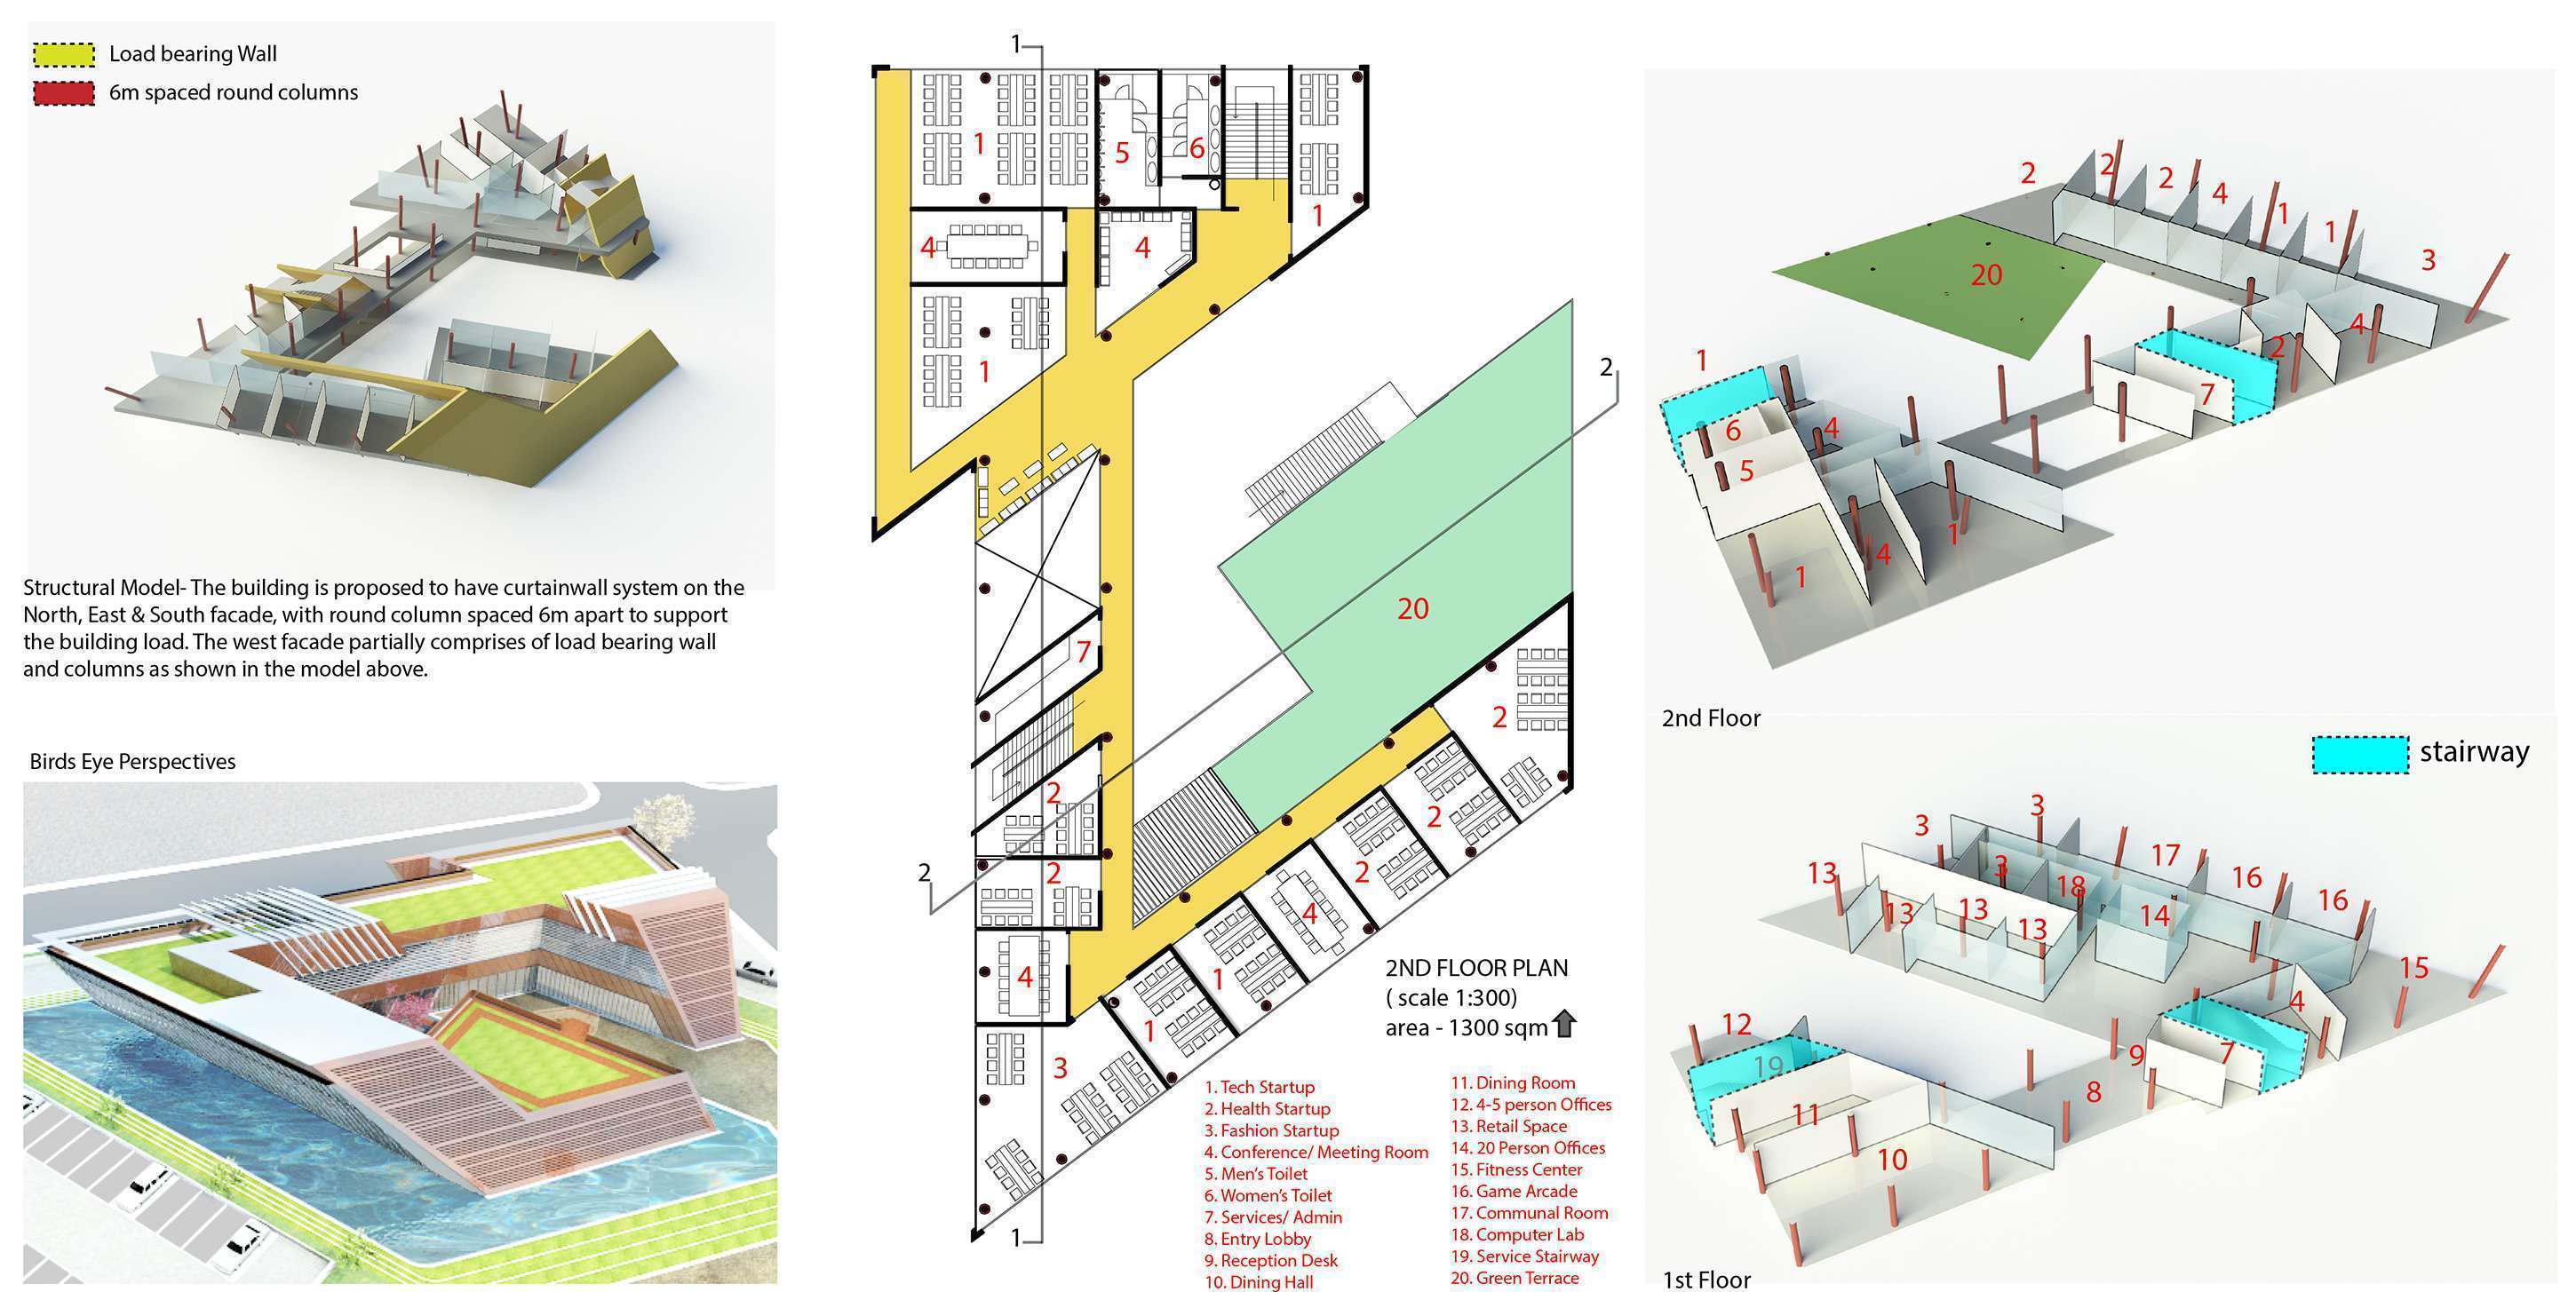 Load bearing Wall
6m spaced round columns
Structural Model- The building is proposed to have curtainwall system on the
North, East & South facade, with round column spaced 6m apart to support
the building load. The west facade partially comprises of load bearing wall
and columns as shown in the model above.
Birds Eye Perspectives
1
1
5
6
1
4
4
1
2
7
20
2
2
2
2
2
2
4
4
1
1
3
1
2ND FLOOR PLAN
( scale 1:300)
area - 1300 sqm
1. Tech Startup
2. Health Startup
3. Fashion Startup
4. Conference/ Meeting Room
5. Men's Toilet
6. Women's Toilet
7. Services/ Admin
8. Entry Lobby
9. Reception Desk
10. Dining Hall
11. Dining Room
12. 4-5 person Offices
13. Retail Space
14. 20 Person Offices
15. Fitness Center
16. Game Arcade
17. Communal Room
18. Computer Lab
19. Service Stairway
20. Green Terrace
2
2
2
4
1
1
3
20
4
2
7
1
6
4
5
1
4
1
2nd Floor
stairway
3
3
17
3
16
13
18
16
13
13
14
13
15
4
12
9
7
19
8
11
10
1st Floor